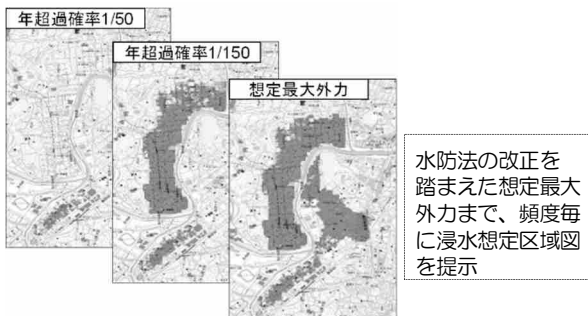 年超過確率1/50
年超過確率1/150
想定最大外力
水防法の改正を
踏まえた想定最大
外力まで、頻度毎
に浸水想定区域図
を提示